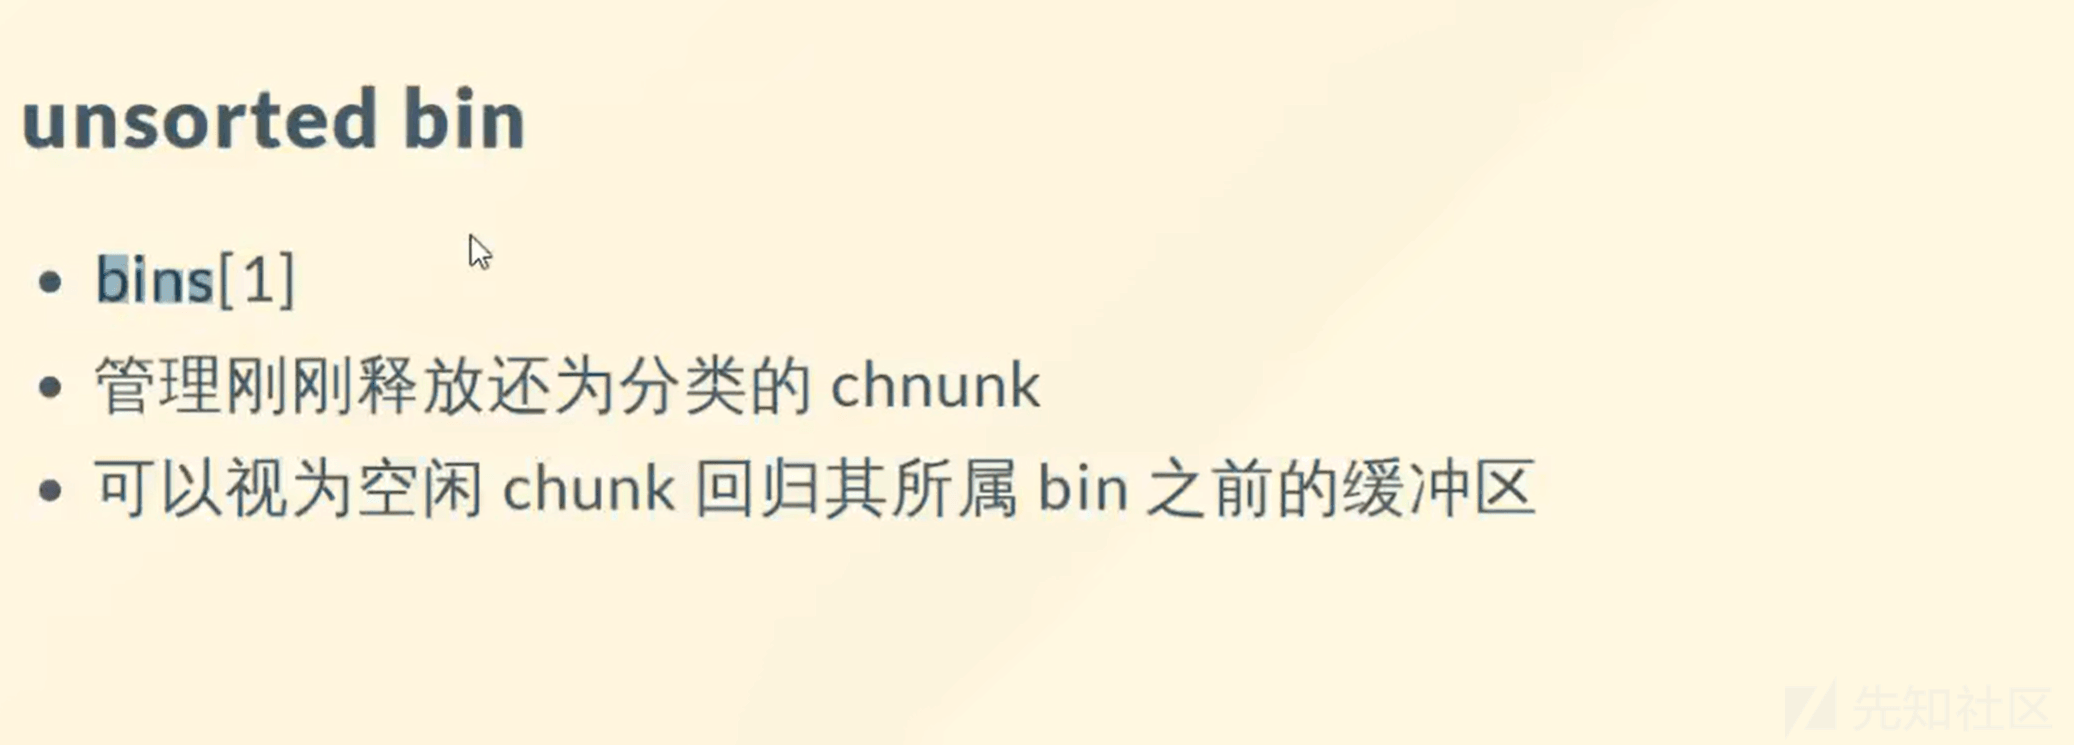 unsorted bin
bins[1]
管理刚刚释放还为分类的 chnunk
可以视为空闲 chunk 回归其所属 bin 之前的缓冲区
先知社区